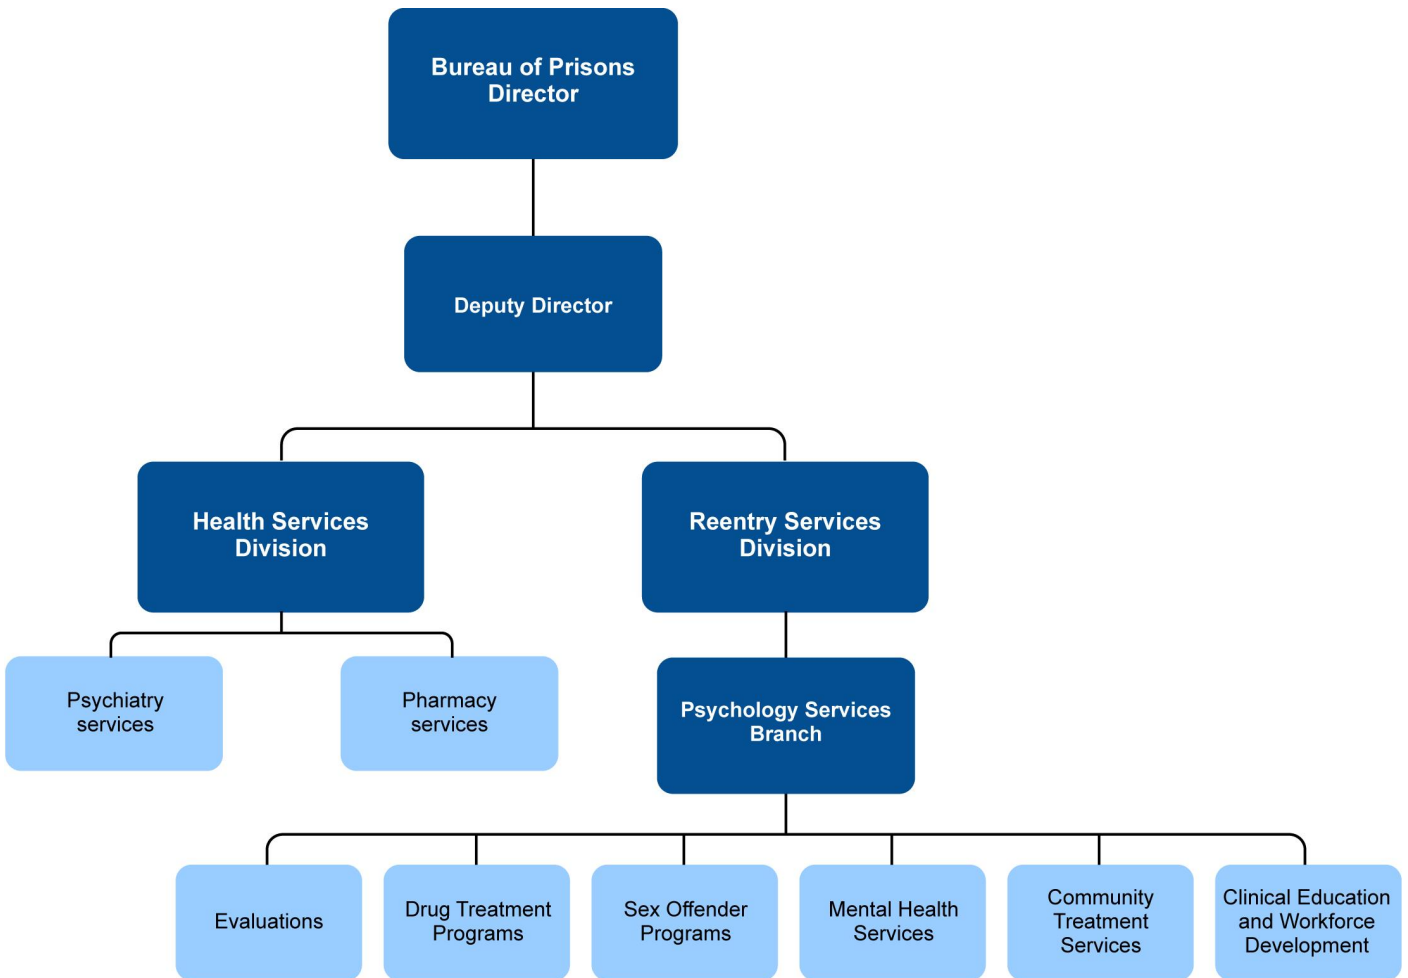 Bureau of Prisons
Director
Deputy Director
Health Services
Division
Reentry Services
Division
Psychiatry
services
Pharmacy
services
Psychology Services
Branch
Evaluations
Drug Treatment
Programs
Sex Offender
Programs
Mental Health
Services
Community
Treatment
Services
Clinical Education
and Workforce
Development